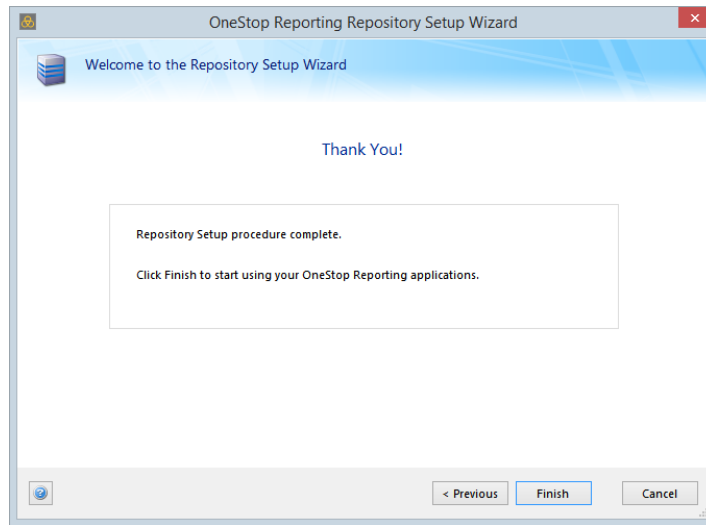 OneStop Reporting Repository Setup Wizard
Welcome to the Repository Setup Wizard
Thank You!
Repository Setup procedure complete.
Click Finish to start using your OneStop Reporting applications.
< Previous
Finish
Cancel